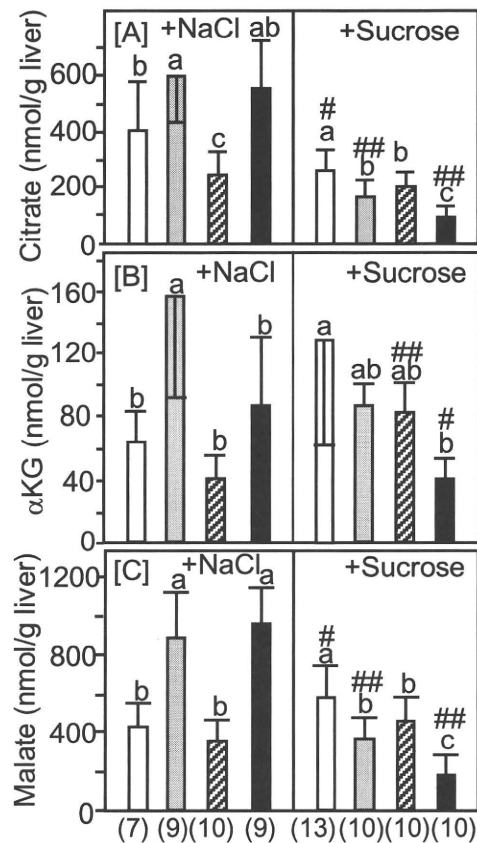 [A] +NaCl ab +Sucrose
Citrate (nmol/g liver)
600
400
200
0
b a c
# a ## b b ## c
[B] +NaCl +Sucrose
αKG (nmol/g liver)
160
120
80
40
0
b a b b
a ab ## ab # b
[C] +NaCl +Sucrose
Malate (nmol/g liver)
1200
800
400
0
b a b a
# a ## b b ## c
(7) (9) (10) (9) (13) (10) (10) (10)